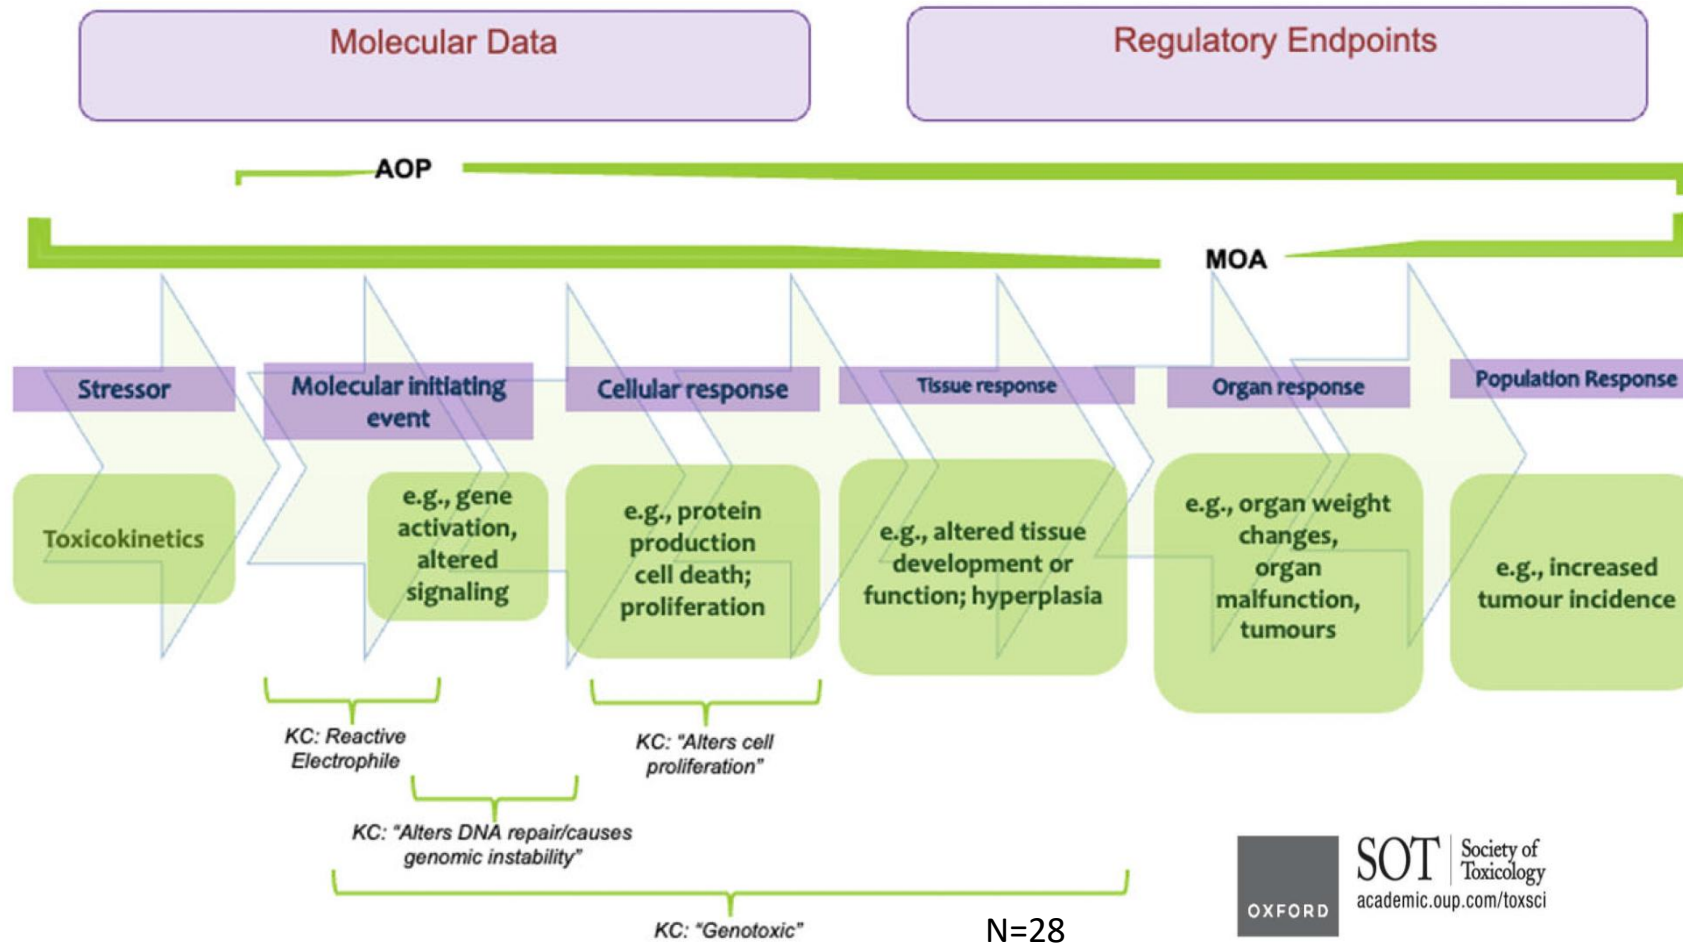 Molecular Data
Regulatory Endpoints
AOP
MOA
Stressor
Molecular initiating
event
Cellular response
Tissue response
Organ response
Population Response
Toxicokinetics
e.g., gene
activation,
altered
signaling
e.g., protein
production
cell death;
proliferation
e.g., altered tissue
development or
function; hyperplasia
e.g., organ weight
changes,
organ
malfunction,
tumours
e.g., increased
tumour incidence
KC: Reactive
Electrophile
KC: "Alters cell
proliferation"
KC: "Alters DNA repair/causes
genomic instability"
KC: "Genotoxic"
N=28
OXFORD
SOT
Society of
Toxicology
academic.oup.com/toxsci